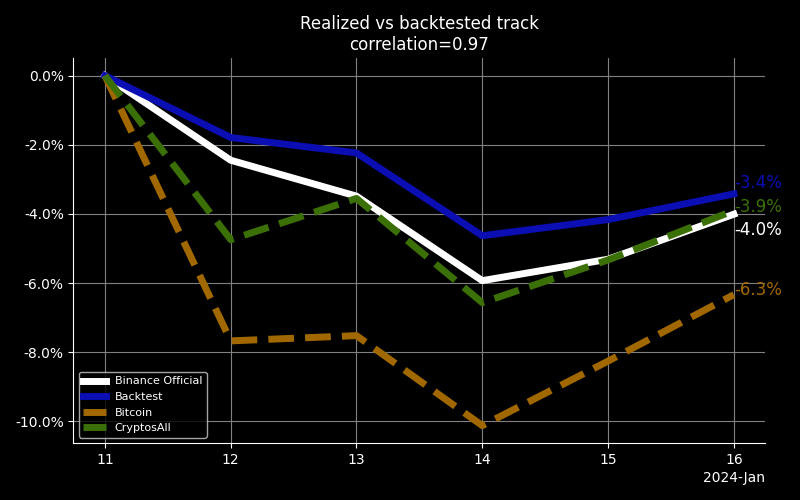 Realized vs backtested track
correlation=0.97
0.0%
-2.0%
-4.0%
-6.0%
-8.0%
-10.0%
-3.4%
-3.9%
-4.0%
-6.3%
Binance Official
Backtest
Bitcoin
CryptosAll
11 12 13 14 15 16
2024-Jan